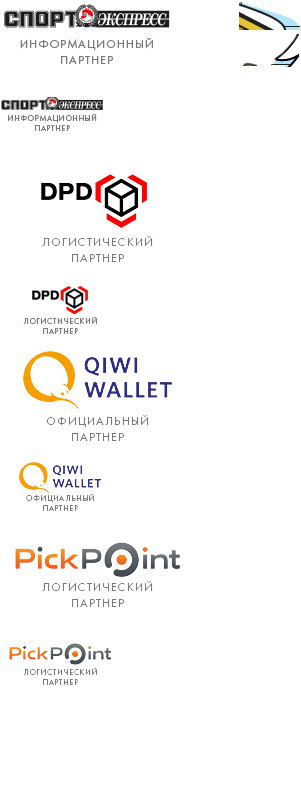 СПОРТ ЭКСПРЕСС
ИНФОРМАЦИОННЫЙ
ПАРТНЕР
СПОРТ ЭКСПРЕСС
ИНФОРМАЦИОННЫЙ
ПАРТНЕР
DPD
ЛОГИСТИЧЕСКИЙ
ПАРТНЕР
DPD
ЛОГИСТИЧЕСКИЙ
ПАРТНЕР
QIWI
WALLET
ОФИЦИАЛЬНЫЙ
ПАРТНЕР
QIWI
WALLET
ОФИЦИАЛЬНЫЙ
ПАРТНЕР
PickPoint
ЛОГИСТИЧЕСКИЙ
ПАРТНЕР
PickPoint
ЛОГИСТИЧЕСКИЙ
ПАРТНЕР